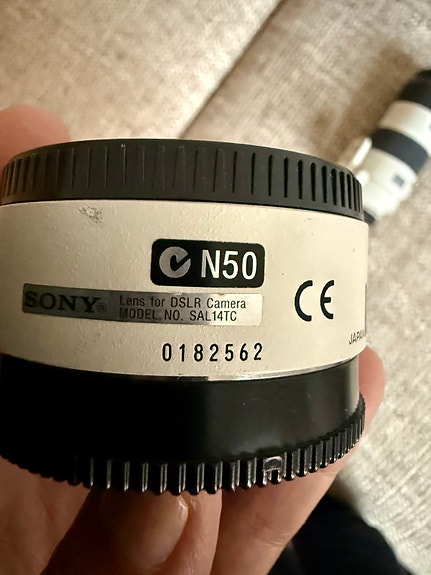 N50
SONY® Lens for DSLR Camera
MODEL NO. SAL14TC
CE
0182562